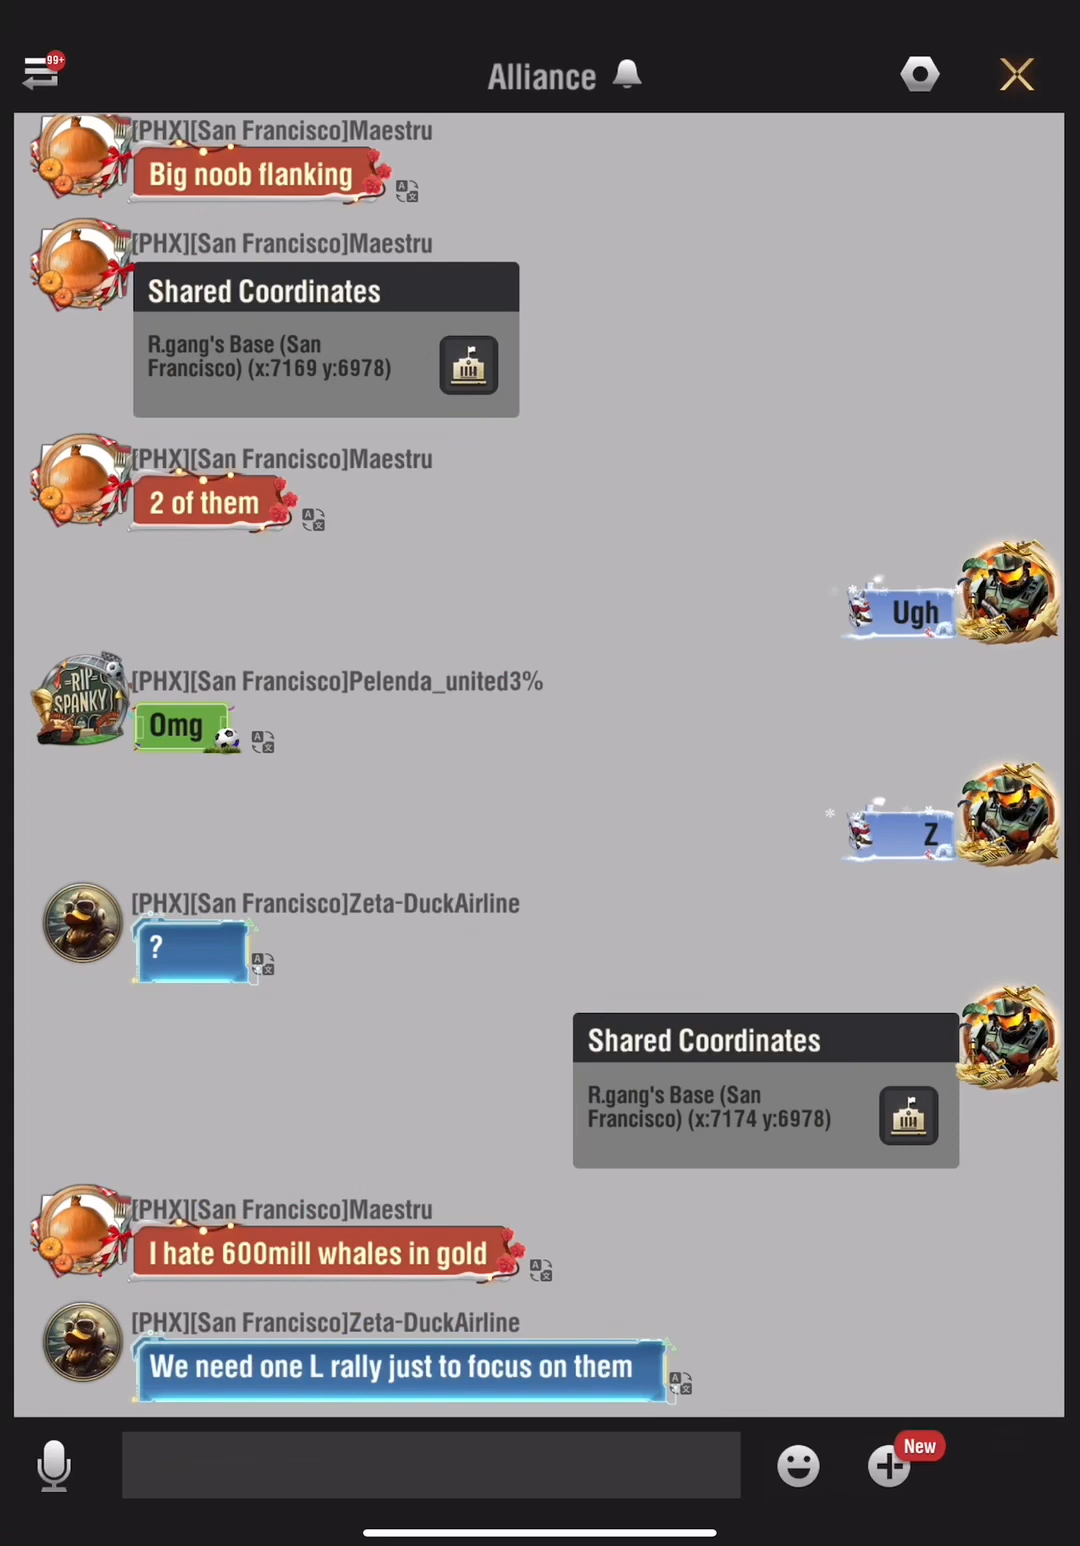 99+
Alliance
[PHX][San Francisco]Maestru
Big noob flanking
[PHX][San Francisco]Maestru
Shared Coordinates
R.gang's Base (San
Francisco) (x:7169 y:6978)
[PHX][San Francisco]Maestru
2 of them
Ugh
[PHX][San Francisco]Pelenda_united3%
RIP
SPANKY
Omg
Z
[PHX][San Francisco]Zeta-DuckAirline
?
Shared Coordinates
R.gang's Base (San
Francisco) (x:7174 y:6978)
[PHX][San Francisco]Maestru
I hate 600mill whales in gold
[PHX][San Francisco]Zeta-DuckAirline
We need one L rally just to focus on them
New